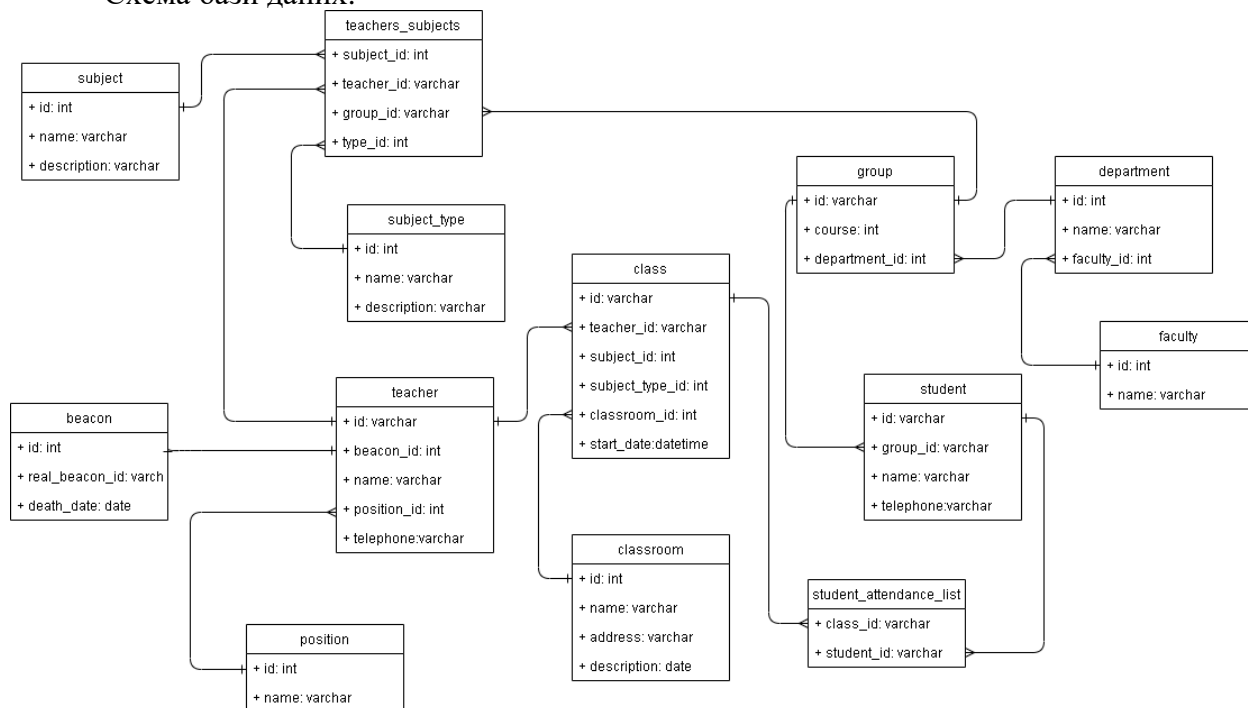 Схема бази даних:
teachers_subjects
+ subject_id: int
+ teacher_id: varchar
+ group_id: varchar
+ type_id: int
subject
+ id: int
+ name: varchar
+ description: varchar
subject_type
+ id: int
+ name: varchar
+ description: varchar
group
+ id: varchar
+ course: int
+ department_id: int
department
+ id: int
+ name: varchar
+ faculty_id: int
class
+ id: varchar
+ teacher_id: varchar
+ subject_id: int
+ subject_type_id: int
+ classroom_id: int
+ start_date:datetime
faculty
+ id: int
+ name: varchar
teacher
+ id: varchar
+ beacon_id: int
+ name: varchar
+ position_id: int
+ telephone:varchar
student
+ id: varchar
+ group_id: varchar
+ name: varchar
+ telephone:varchar
beacon
+ id: int
+ real_beacon_id: varch
+ death_date: date
classroom
+ id: int
+ name: varchar
+ address: varchar
+ description: date
student_attendance_list
+ class_id: varchar
+ student_id: varchar
position
+ id: int
+ name: varchar